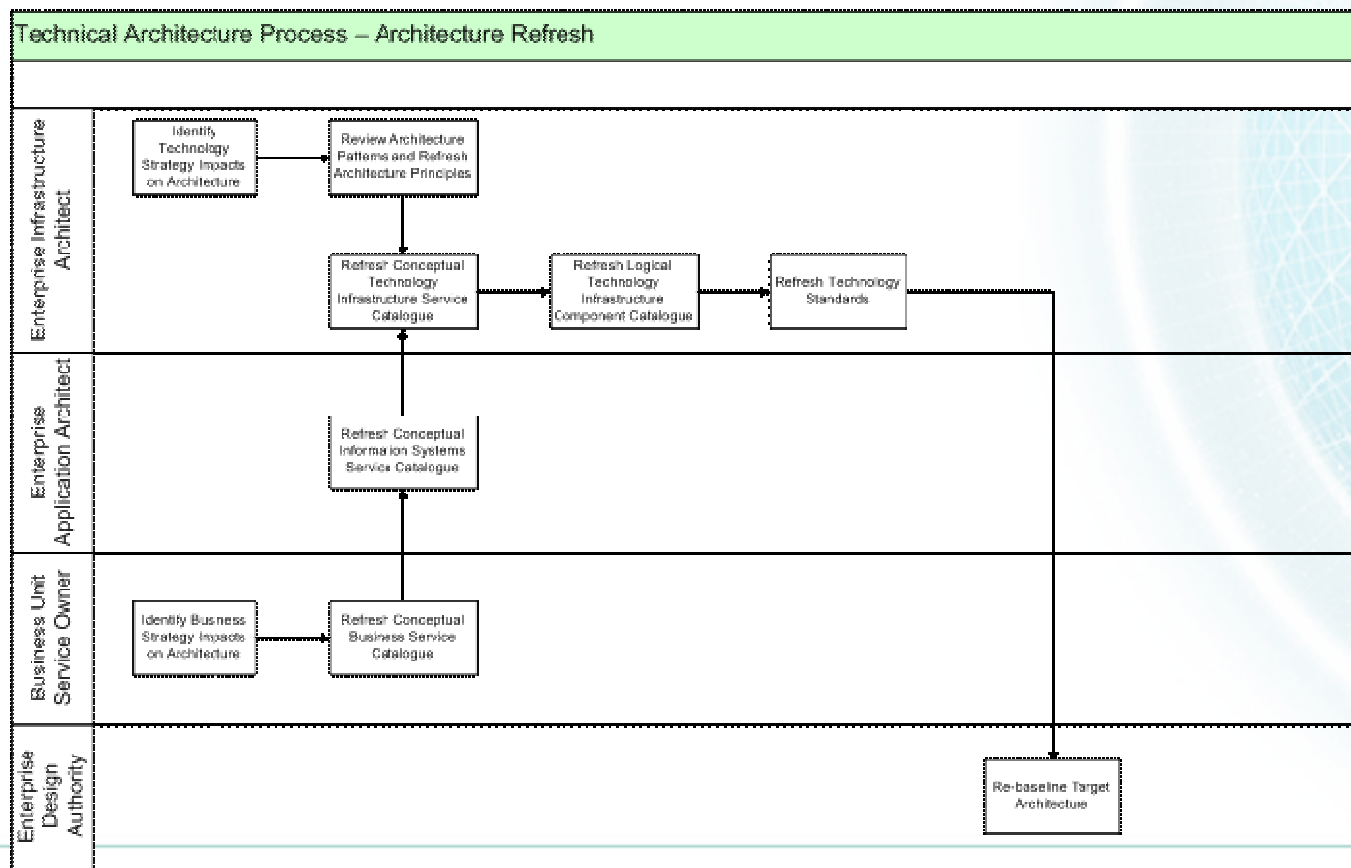 Technical Architecture Process – Architecture Refresh
Enterprise Infrastructure
Architect
Identify
Technology
Strategy Impacts
on Architecture
Review Architecture
Patterns and Refresh
Architecture Principles
Refresh Conceptual
Technology
Infrastructure Service
Catalogue
Refresh Logical
Technology
Infrastructure
Component Catalogue
Refresh Technology
Standards
Enterprise
Application Architect
Refresh Conceptual
Information Systems
Service Catalogue
Business Unit
Service Owner
Identify Business
Strategy Impacts
on Architecture
Refresh Conceptual
Business Service
Catalogue
Enterprise
Design
Authority
Re-baseline Target
Architecture